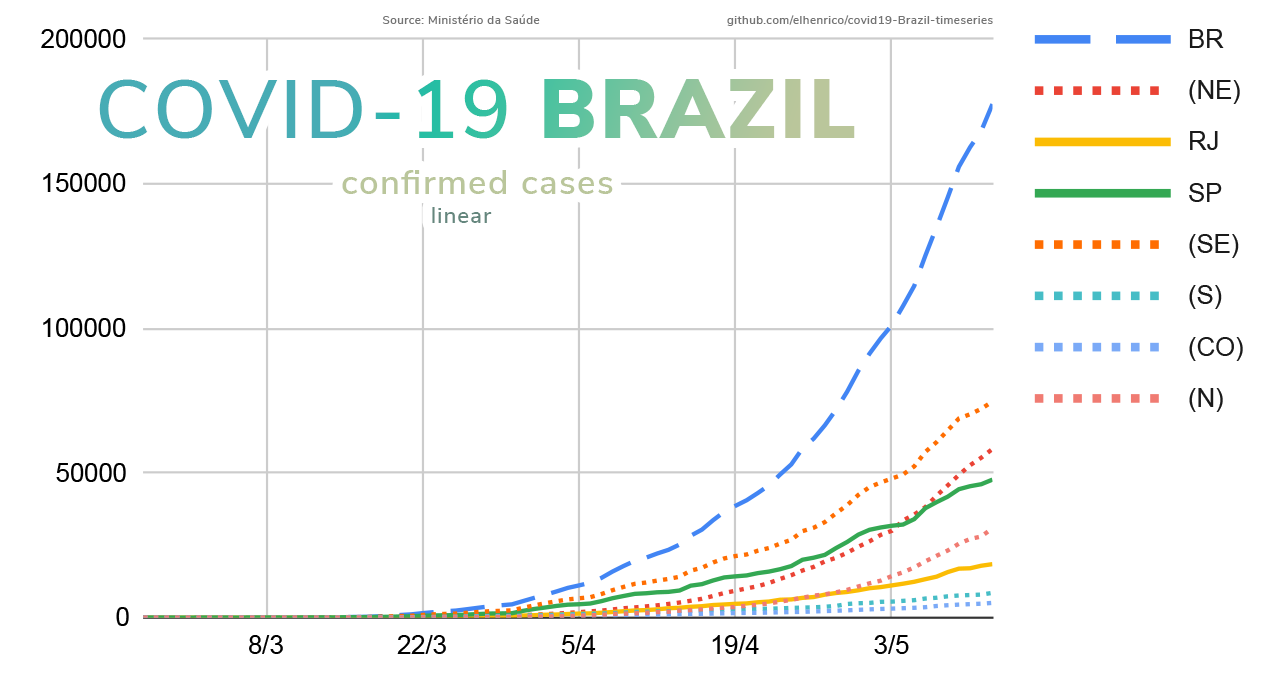 Source: Ministério da Saúde
github.com/elhenrico/covid19-Brazil-timeseries
COVID-19 BRAZIL
confirmed cases
linear
200000
150000
100000
50000
0
8/3
22/3
5/4
19/4
3/5
BR
(NE)
RJ
SP
(SE)
(S)
(CO)
(N)